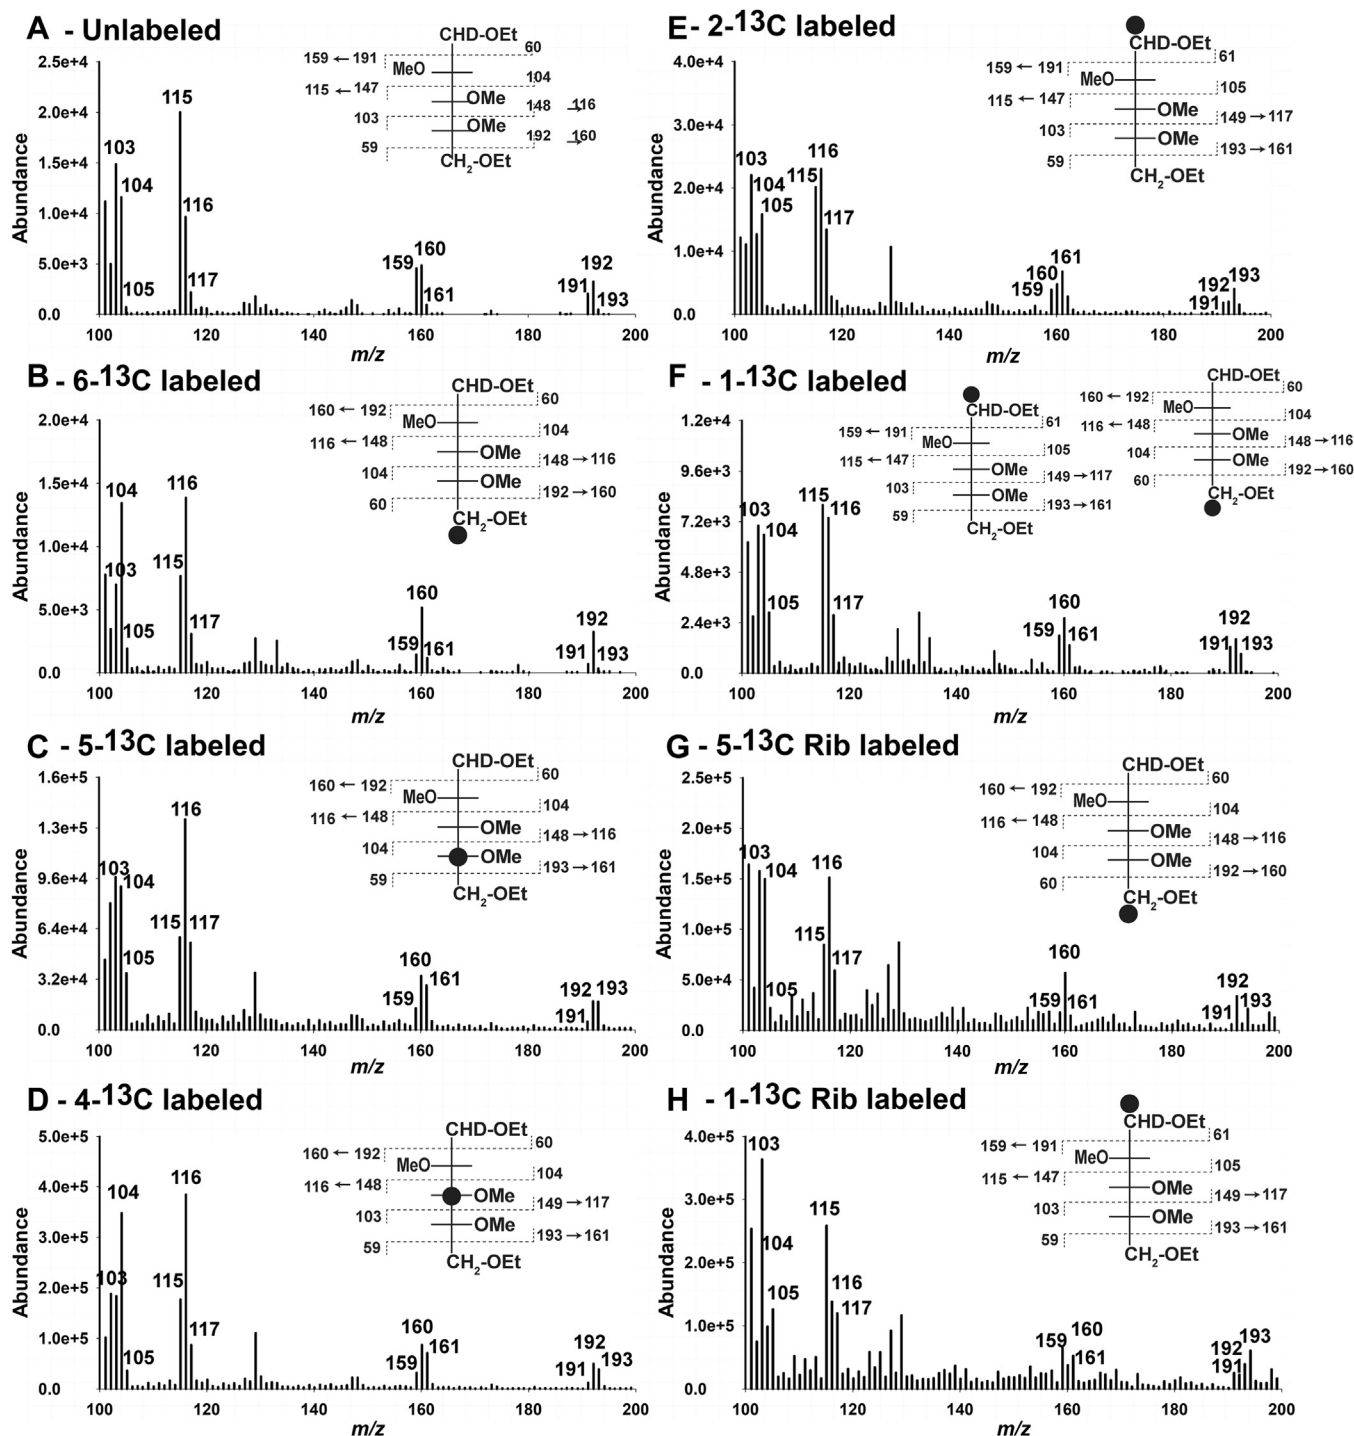 A - Unlabeled
Abundance
2.5e+4
2.0e+4
1.5e+4
1.0e+4
5.0e+3
0.0
103
104
105
115
116
117
159
160
161
191
192
193
100 120 140 160 180 200
m/z
CHD-OEt
60
159 ← 191
MeO
104
115 ← 147
OMe
148 → 116
103
OMe
192 → 160
59
CH2-OEt
B - 6-13C labeled
Abundance
2.0e+4
1.5e+4
1.0e+4
5.0e+3
0.0
103
104
105
115
116
117
159
160
161
191
192
193
100 120 140 160 180 200
m/z
CHD-OEt
60
160 ← 192
MeO
104
116 ← 148
OMe
148 → 116
104
OMe
192 → 160
60
CH2-OEt
C - 5-13C labeled
Abundance
1.6e+5
1.3e+5
9.6e+4
6.4e+4
3.2e+4
0.0
103
104
105
115
116
117
159
160
161
191
192
193
100 120 140 160 180 200
m/z
CHD-OEt
60
160 ← 192
MeO
104
116 ← 148
OMe
148 → 116
104
OMe
193 → 161
59
CH2-OEt
D - 4-13C labeled
Abundance
5.0e+5
4.0e+5
3.0e+5
2.0e+5
1.0e+5
0.0
103
104
105
115
116
117
159
160
161
191
192
193
100 120 140 160 180 200
m/z
CHD-OEt
60
160 ← 192
MeO
104
116 ← 148
OMe
149 → 117
103
OMe
193 → 161
59
CH2-OEt
E- 2-13C labeled
Abundance
4.0e+4
3.0e+4
2.0e+4
1.0e+4
0.0
103
104
105
115
116
117
159
160
161
191
192
193
100 120 140 160 180 200
m/z
CHD-OEt
61
159 ← 191
MeO
105
115 ← 147
OMe
149 → 117
103
OMe
193 → 161
59
CH2-OEt
F - 1-13C labeled
Abundance
1.2e+4
9.6e+3
7.2e+3
4.8e+3
2.4e+3
0.0
103
104
105
115
116
117
159
160
161
191
192
193
100 120 140 160 180 200
m/z
CHD-OEt
61
159 ← 191
MeO
105
115 ← 147
OMe
149 → 117
103
OMe
193 → 161
59
CH2-OEt
CHD-OEt
60
160 ← 192
MeO
104
116 ← 148
OMe
148 → 116
104
OMe
192 → 160
60
CH2-OEt
G - 5-13C Rib labeled
Abundance
2.5e+5
2.0e+5
1.5e+5
1.0e+5
5.0e+4
0.0
103
104
105
115
116
117
159
160
161
191
192
193
100 120 140 160 180 200
m/z
CHD-OEt
60
160 ← 192
MeO
104
116 ← 148
OMe
148 → 116
104
OMe
192 → 160
60
CH2-OEt
H - 1-13C Rib labeled
Abundance
4.0e+5
3.0e+5
2.0e+5
1.0e+5
0.0
103
104
105
115
116
117
159
160
161
191
192
193
100 120 140 160 180 200
m/z
CHD-OEt
61
159 ← 191
MeO
105
115 ← 147
OMe
149 → 117
103
OMe
193 → 161
59
CH2-OEt